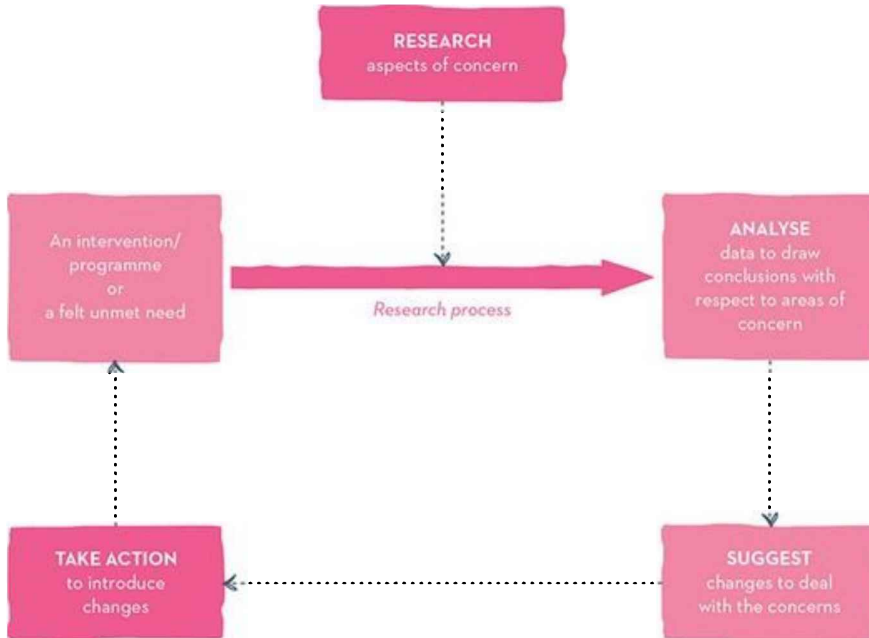 RESEARCH
aspects of concern
An intervention/
programme
or
a felt unmet need
Research process
ANALYSE
data to draw
conclusions with
respect to areas of
concern
TAKE ACTION
to introduce
changes
SUGGEST
changes to deal
with the concerns